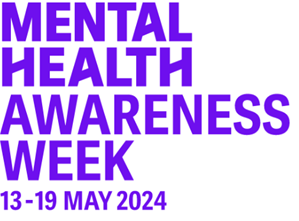 MENTAL
HEALTH
AWARENESS
WEEK
13-19 MAY 2024